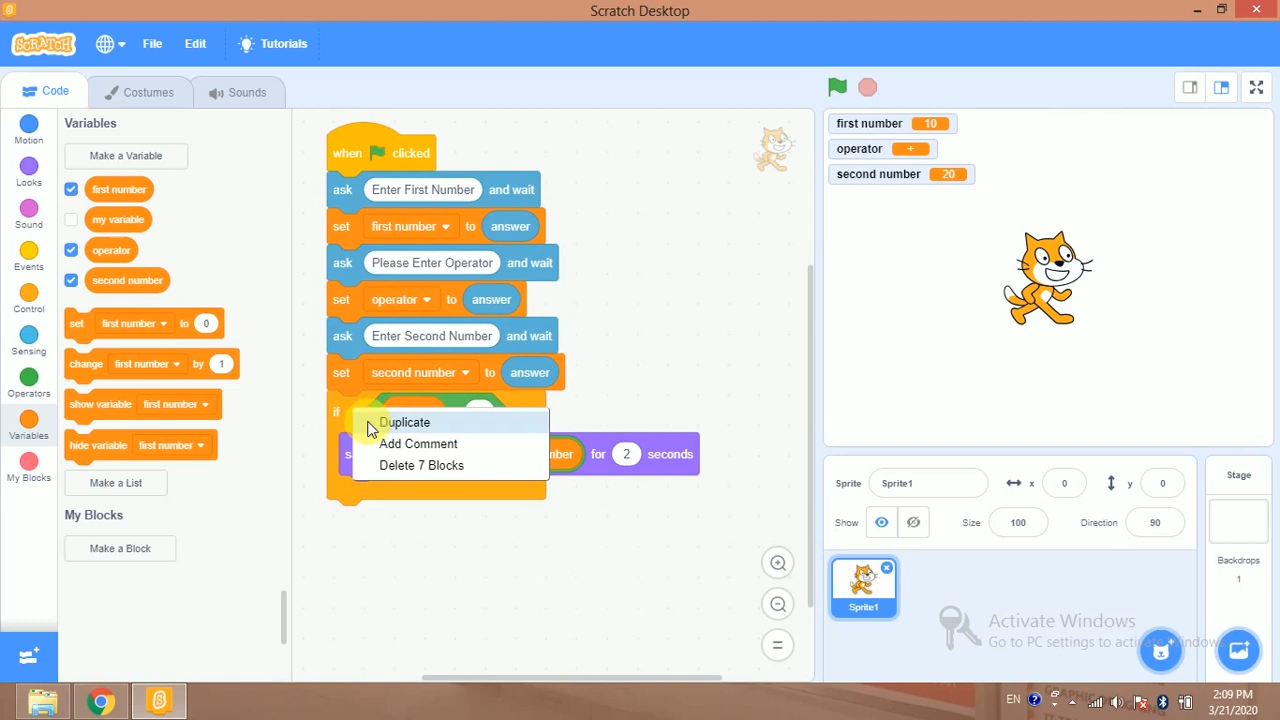 Scratch Desktop
SCRATCH File Edit Tutorials
Code Costumes Sounds
Motion
Looks
Sound
Events
Control
Sensing
Operators
Variables
My Blocks
Variables
Make a Variable
first number
my variable
operator
second number
set first number to 0
change first number by 1
show variable first number
hide variable first number
Make a List
My Blocks
Make a Block
when clicked
ask Enter First Number and wait
set first number to answer
ask Please Enter Operator and wait
set operator to answer
ask Enter Second Number and wait
set second number to answer
if
Duplicate
Add Comment
Delete 7 Blocks
for 2 seconds
first number 10
operator +
second number 20
Sprite Sprite1 x 0 y 0
Show Size 100 Direction 90
Sprite1
Stage
Backdrops
1
Activate Windows
Go to PC settings to activate Windows.
EN 2:09 PM
3/21/2020